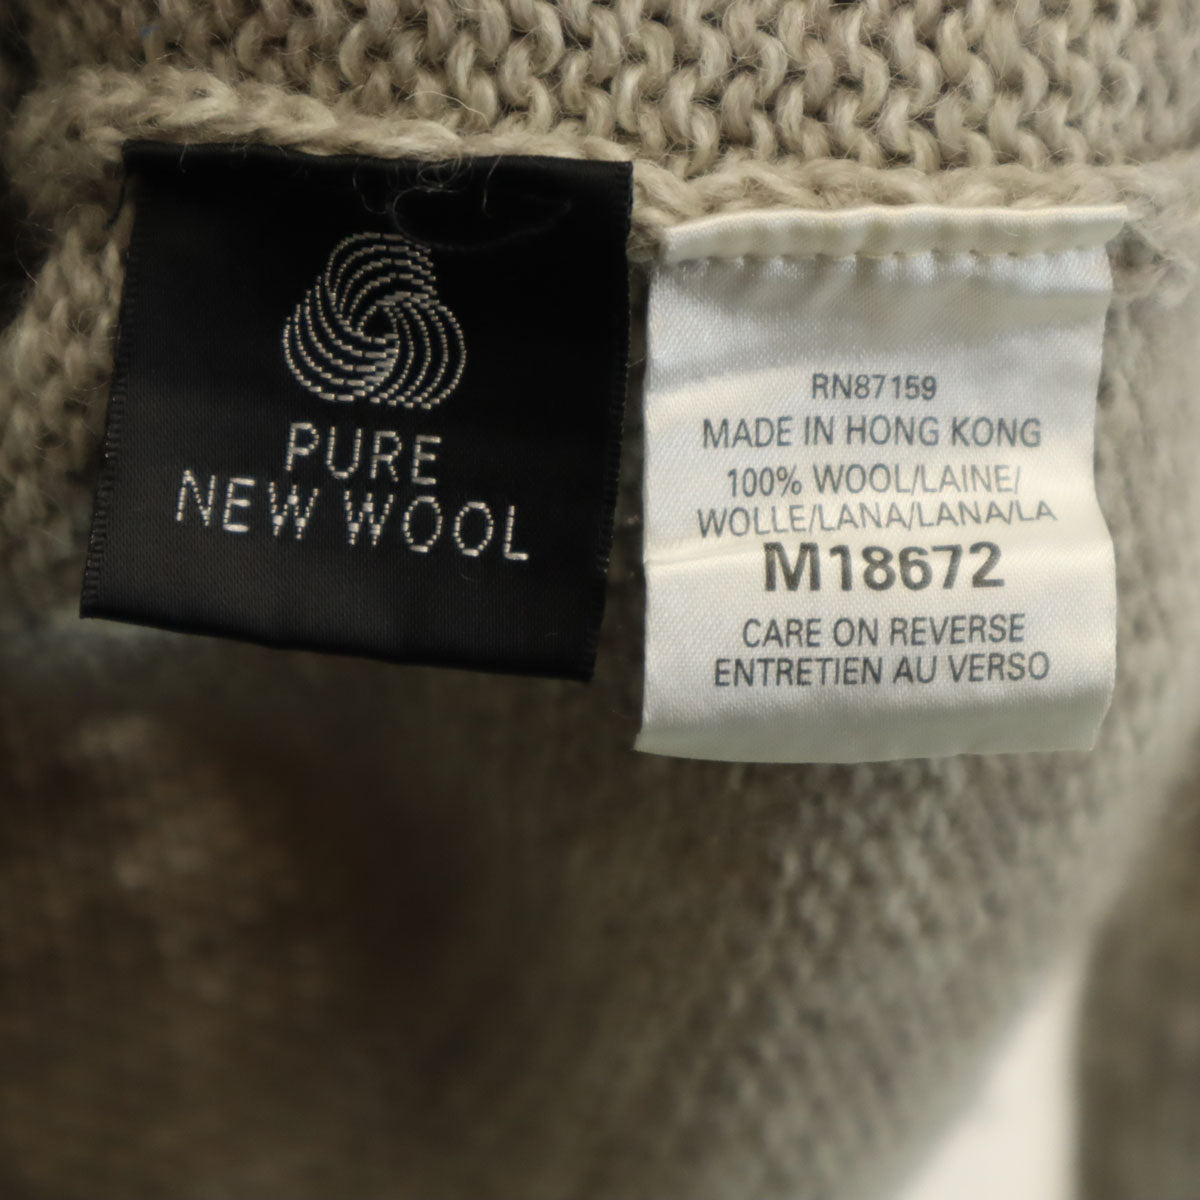 PURE
NEW WOOL
RN87159
MADE IN HONG KONG
100% WOOL/LAINE/
WOLLE/LANA/LANA/LA
M18672
CARE ON REVERSE
ENTRETIEN AU VERSO